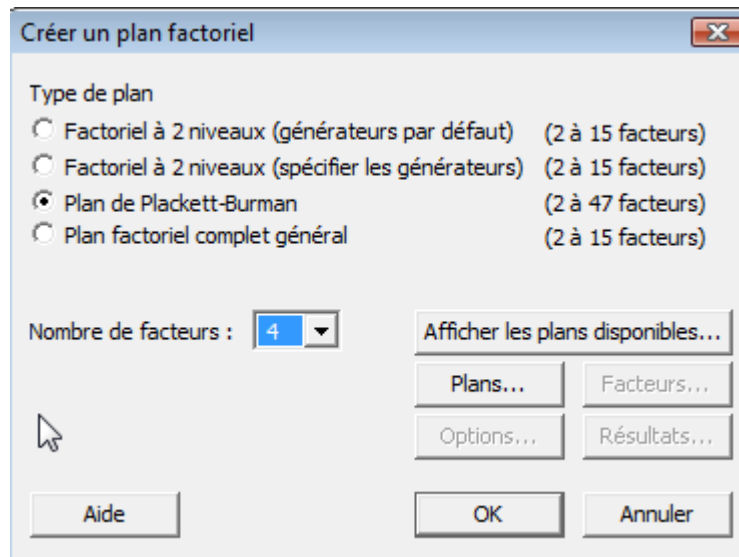 Créer un plan factoriel
Type de plan
Factoriel à 2 niveaux (générateurs par défaut) (2 à 15 facteurs)
Factoriel à 2 niveaux (spécifier les générateurs) (2 à 15 facteurs)
Plan de Plackett-Burman (2 à 47 facteurs)
Plan factoriel complet général (2 à 15 facteurs)
Nombre de facteurs : 4 Afficher les plans disponibles...
Plans... Facteurs...
Options... Résultats...
Aide OK Annuler